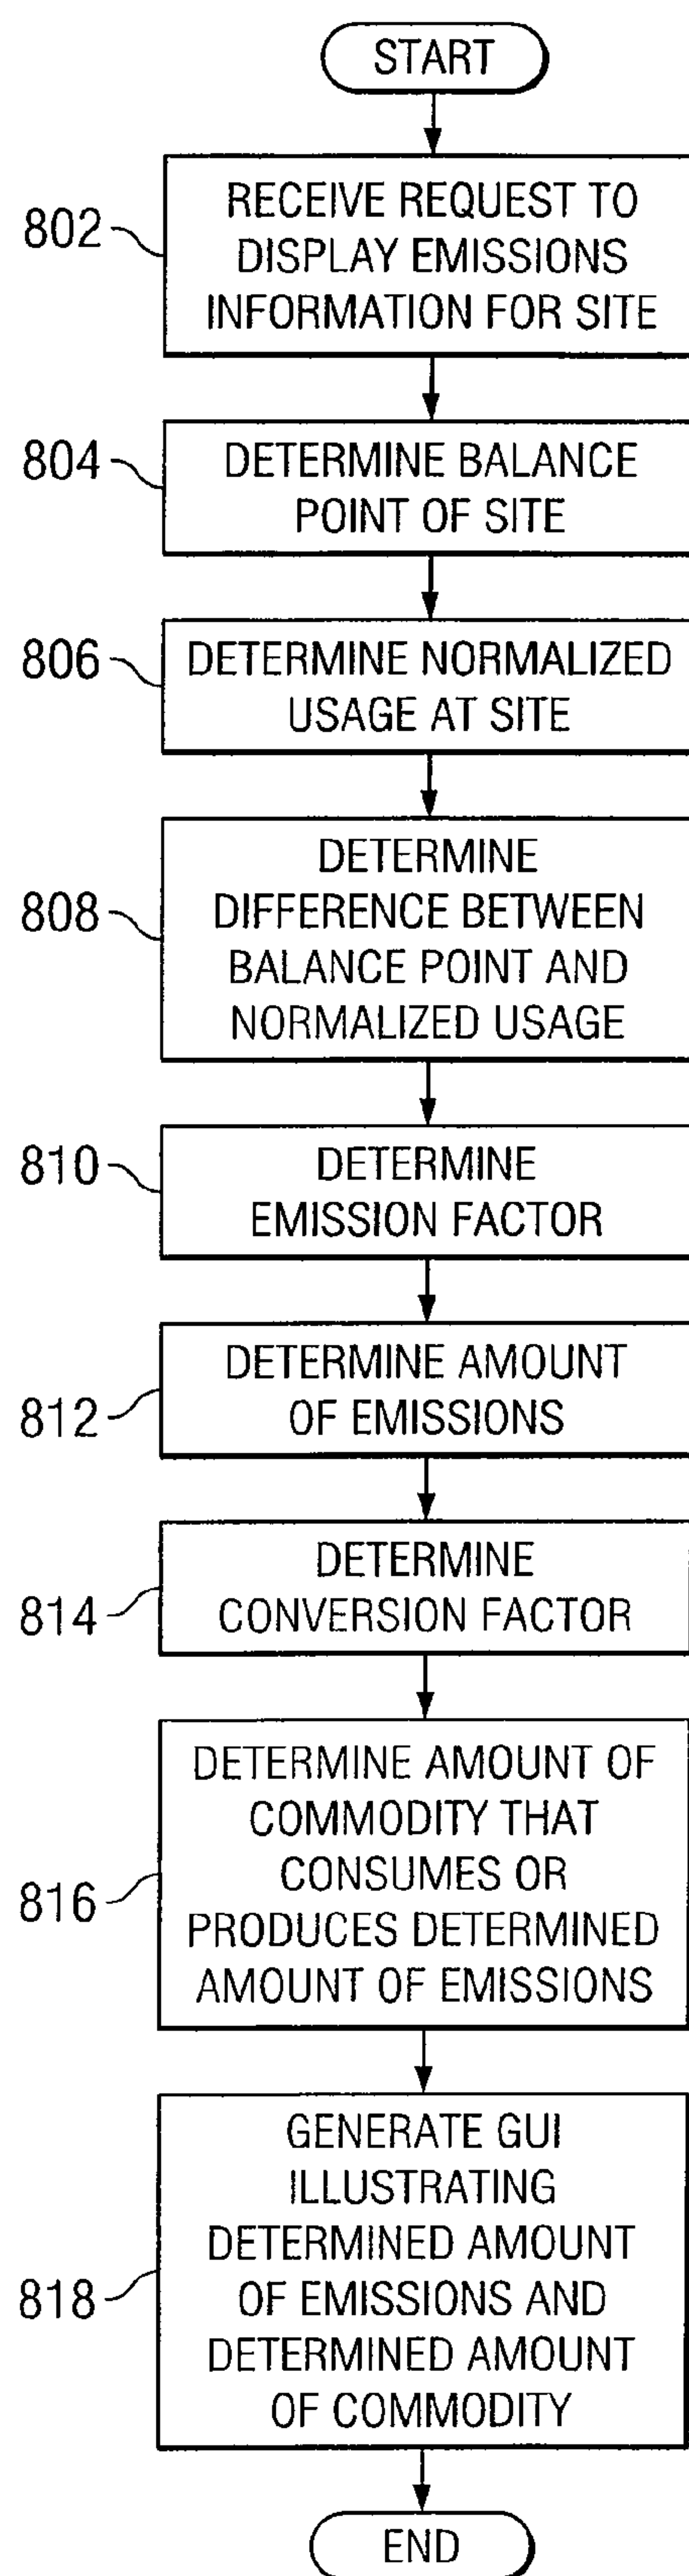 START
802
RECEIVE REQUEST TO
DISPLAY EMISSIONS
INFORMATION FOR SITE
804
DETERMINE BALANCE
POINT OF SITE
806
DETERMINE NORMALIZED
USAGE AT SITE
808
DETERMINE
DIFFERENCE BETWEEN
BALANCE POINT AND
NORMALIZED USAGE
810
DETERMINE
EMISSION FACTOR
812
DETERMINE AMOUNT
OF EMISSIONS
814
DETERMINE
CONVERSION FACTOR
816
DETERMINE AMOUNT OF
COMMODITY THAT
CONSUMES OR
PRODUCES DETERMINED
AMOUNT OF EMISSIONS
818
GENERATE GUI
ILLUSTRATING
DETERMINED AMOUNT
OF EMISSIONS AND
DETERMINED AMOUNT
OF COMMODITY
END